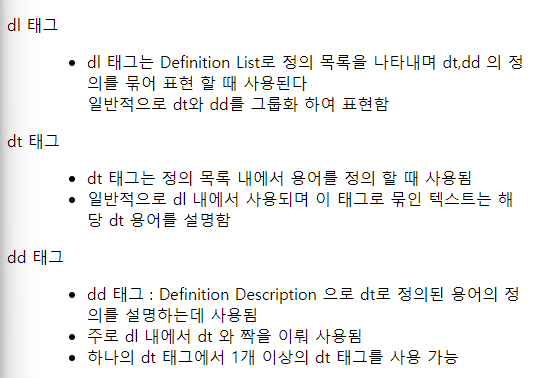 dl 태그
dl 태그는 Definition List로 정의 목록을 나타내며 dt,dd 의 정
의를 묶어 표현 할 때 사용된다
일반적으로 dt와 dd를 그룹화 하여 표현함
dt 태그
dt 태그는 정의 목록 내에서 용어를 정의 할 때 사용됨
일반적으로 dl 내에서 사용되며 이 태그로 묶인 텍스트는 해
당 dt 용어를 설명함
dd 태그
dd 태그 : Definition Description 으로 dt로 정의된 용어의 정
의를 설명하는데 사용됨
주로 dl 내에서 dt 와 짝을 이뤄 사용됨
하나의 dt 태그에서 1개 이상의 dt 태그를 사용 가능